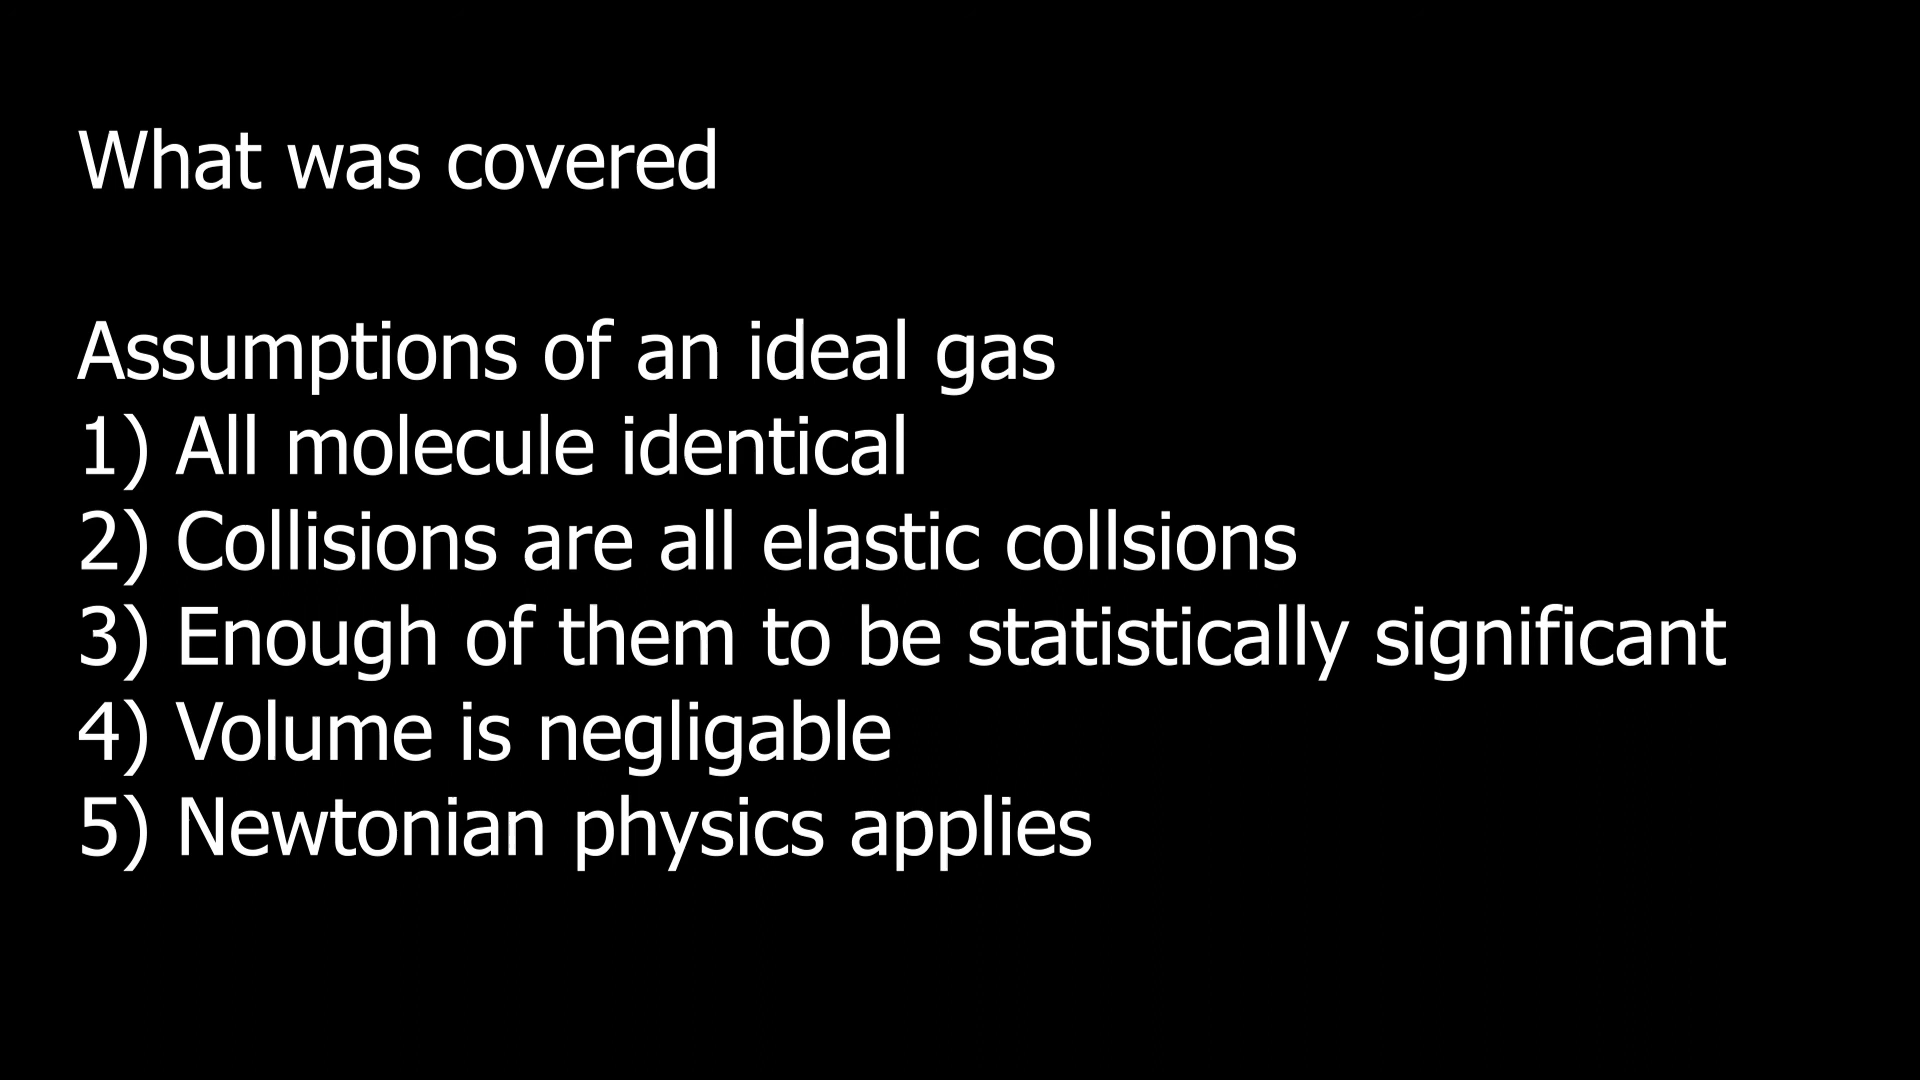 What was covered
Assumptions of an ideal gas
1) All molecule identical
2) Collisions are all elastic collsions
3) Enough of them to be statistically significant
4) Volume is negligable
5) Newtonian physics applies